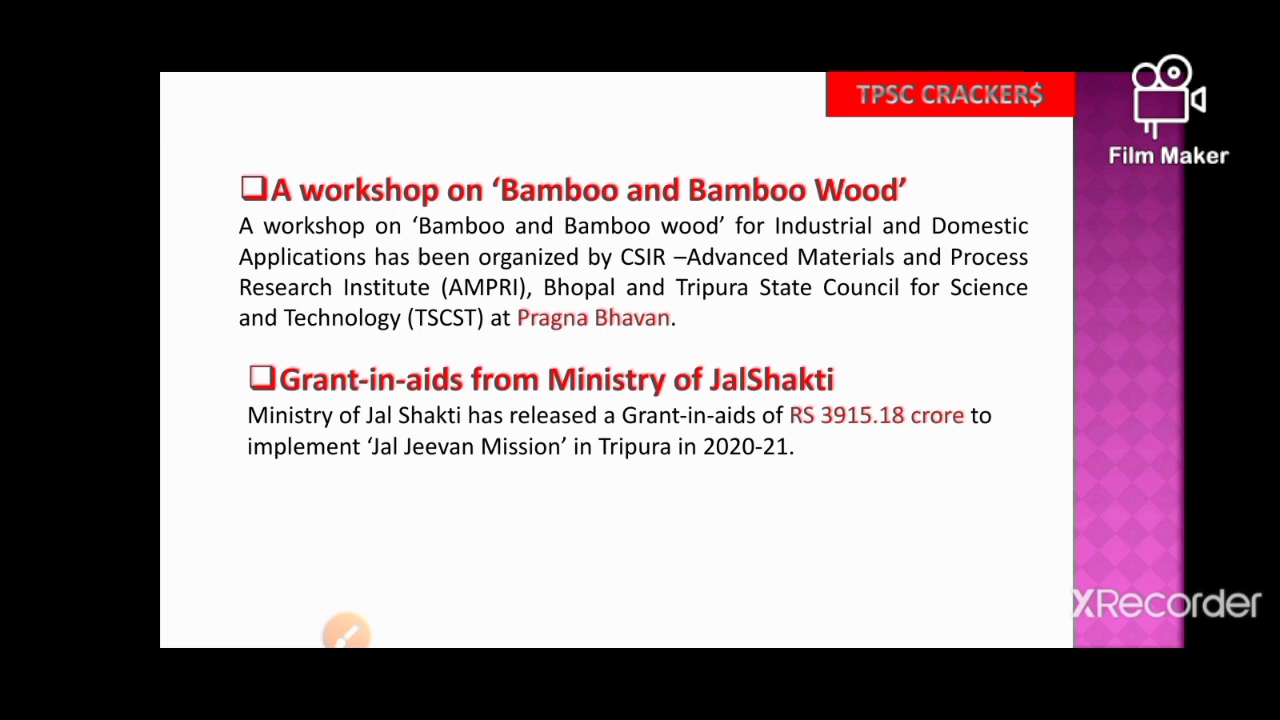 TPSC CRACKER$
Film Maker
❑A workshop on ‘Bamboo and Bamboo Wood’
A workshop on ‘Bamboo and Bamboo wood’ for Industrial and Domestic
Applications has been organized by CSIR –Advanced Materials and Process
Research Institute (AMPRI), Bhopal and Tripura State Council for Science
and Technology (TSCST) at Pragna Bhavan.
❑Grant-in-aids from Ministry of JalShakti
Ministry of Jal Shakti has released a Grant-in-aids of RS 3915.18 crore to
implement ‘Jal Jeevan Mission’ in Tripura in 2020-21.
XRecorder